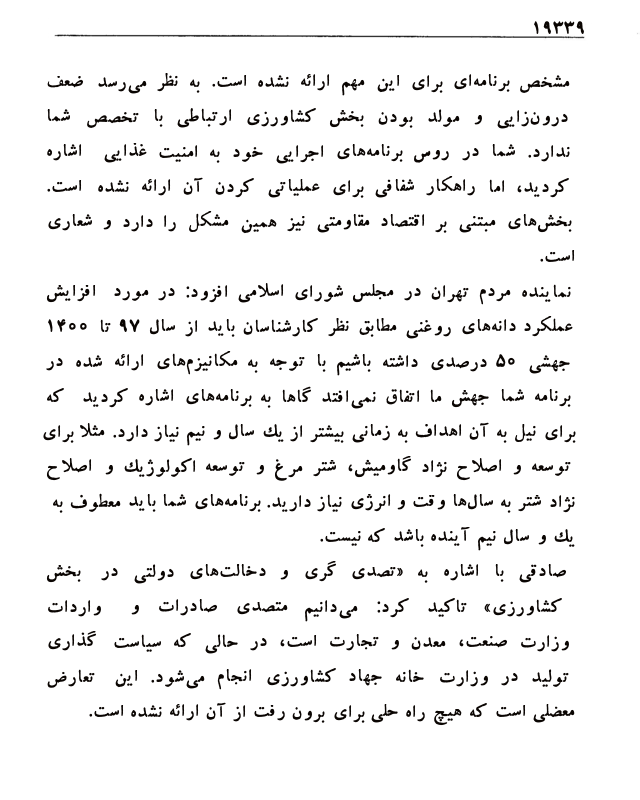 ۱۹۳۳۹
مشخص برنامه‌ای برای این مهم ارائه نشده است. به نظر می‌رسد ضعف
درون‌زایی و مولد بودن بخش کشاورزی ارتباطی با تخصص شما
ندارد. شما در روس برنامه‌های اجرایی خود به امنیت غذایی اشاره
کردید، اما راهکار شفافی برای عملیاتی کردن آن ارائه نشده است.
بخش‌های مبتنی بر اقتصاد مقاومتی نیز همین مشکل را دارد و شعاری
است.
نماینده مردم تهران در مجلس شورای اسلامی افزود: در مورد افزایش
عملکرد دانه‌های روغنی مطابق نظر کارشناسان باید از سال ۹۷ تا ۱۴۰۰
جهشی ۵۰ درصدی داشته باشیم با توجه به مکانیزم‌های ارائه شده در
برنامه شما جهش ما اتفاق نمی‌افتد گاها به برنامه‌های اشاره کردید که
برای نیل به آن اهداف به زمانی بیشتر از یك سال و نیم نیاز دارد. مثلا برای
توسعه و اصلاح نژاد گاومیش، شتر مرغ و توسعه اکولوژیك و اصلاح
نژاد شتر به سال‌ها وقت و انرژی نیاز دارید. برنامه‌های شما باید معطوف به
یك و سال نیم آینده باشد که نیست.
صادقی با اشاره به «تصدی گری و دخالت‌های دولتی در بخش
کشاورزی» تاکید کرد: می‌دانیم متصدی صادرات و واردات
وزارت صنعت، معدن و تجارت است، در حالی که سیاست گذاری
تولید در وزارت خانه جهاد کشاورزی انجام می‌شود. این تعارض
معضلی است که هیچ راه حلی برای برون رفت از آن ارائه نشده است.